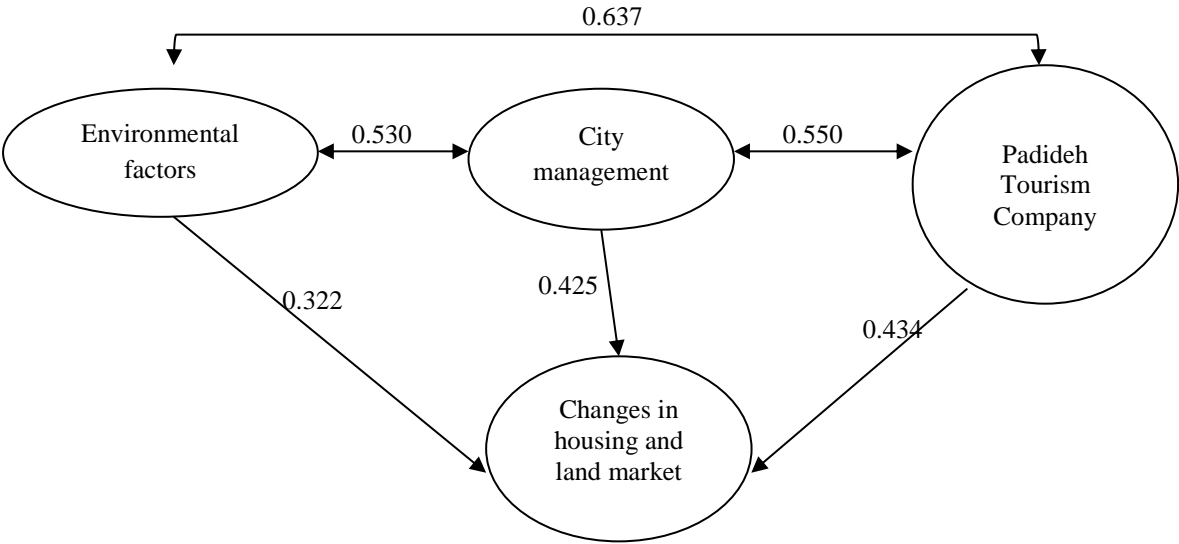 0.637
Environmental
factors
0.530
City
management
0.550
Padideh
Tourism
Company
0.322
0.425
0.434
Changes in
housing and
land market